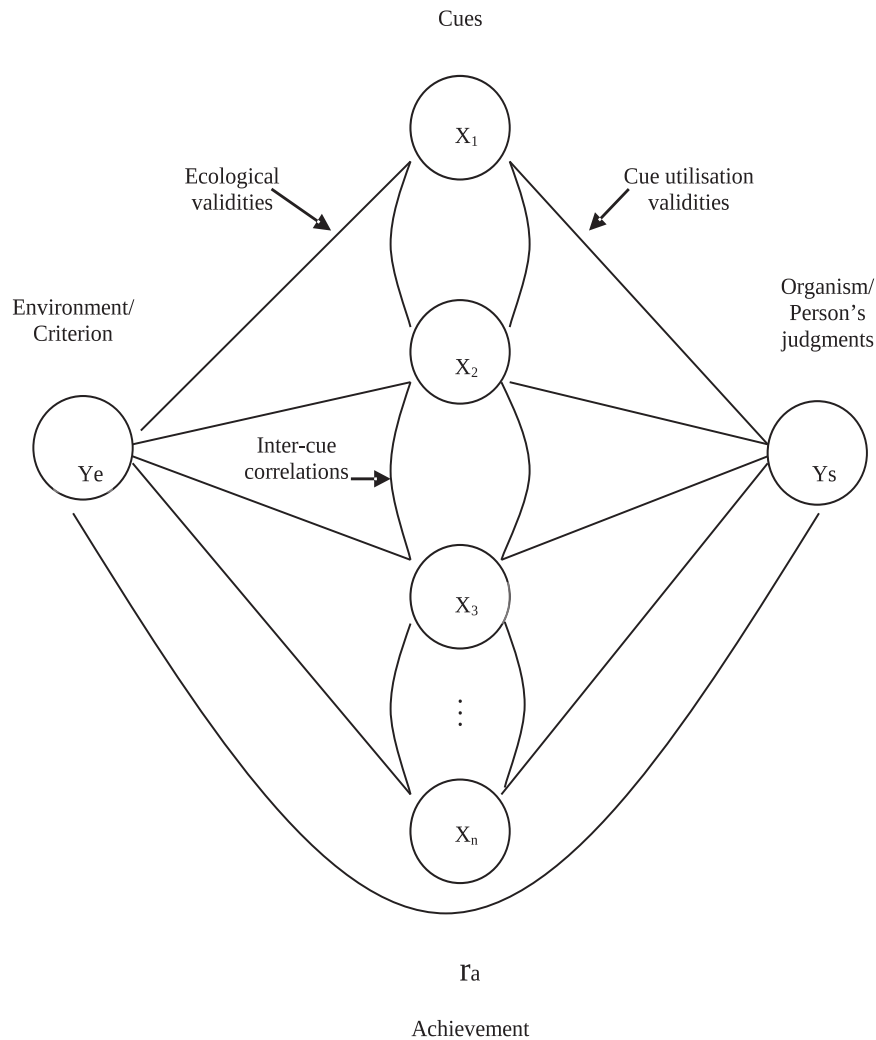 Cues
X1
Ecological
validities
Cue utilisation
validities
Environment/
Criterion
Organism/
Person’s
judgments
X2
Inter-cue
correlations
Ye
Ys
X3
⋮
Xn
ra
Achievement